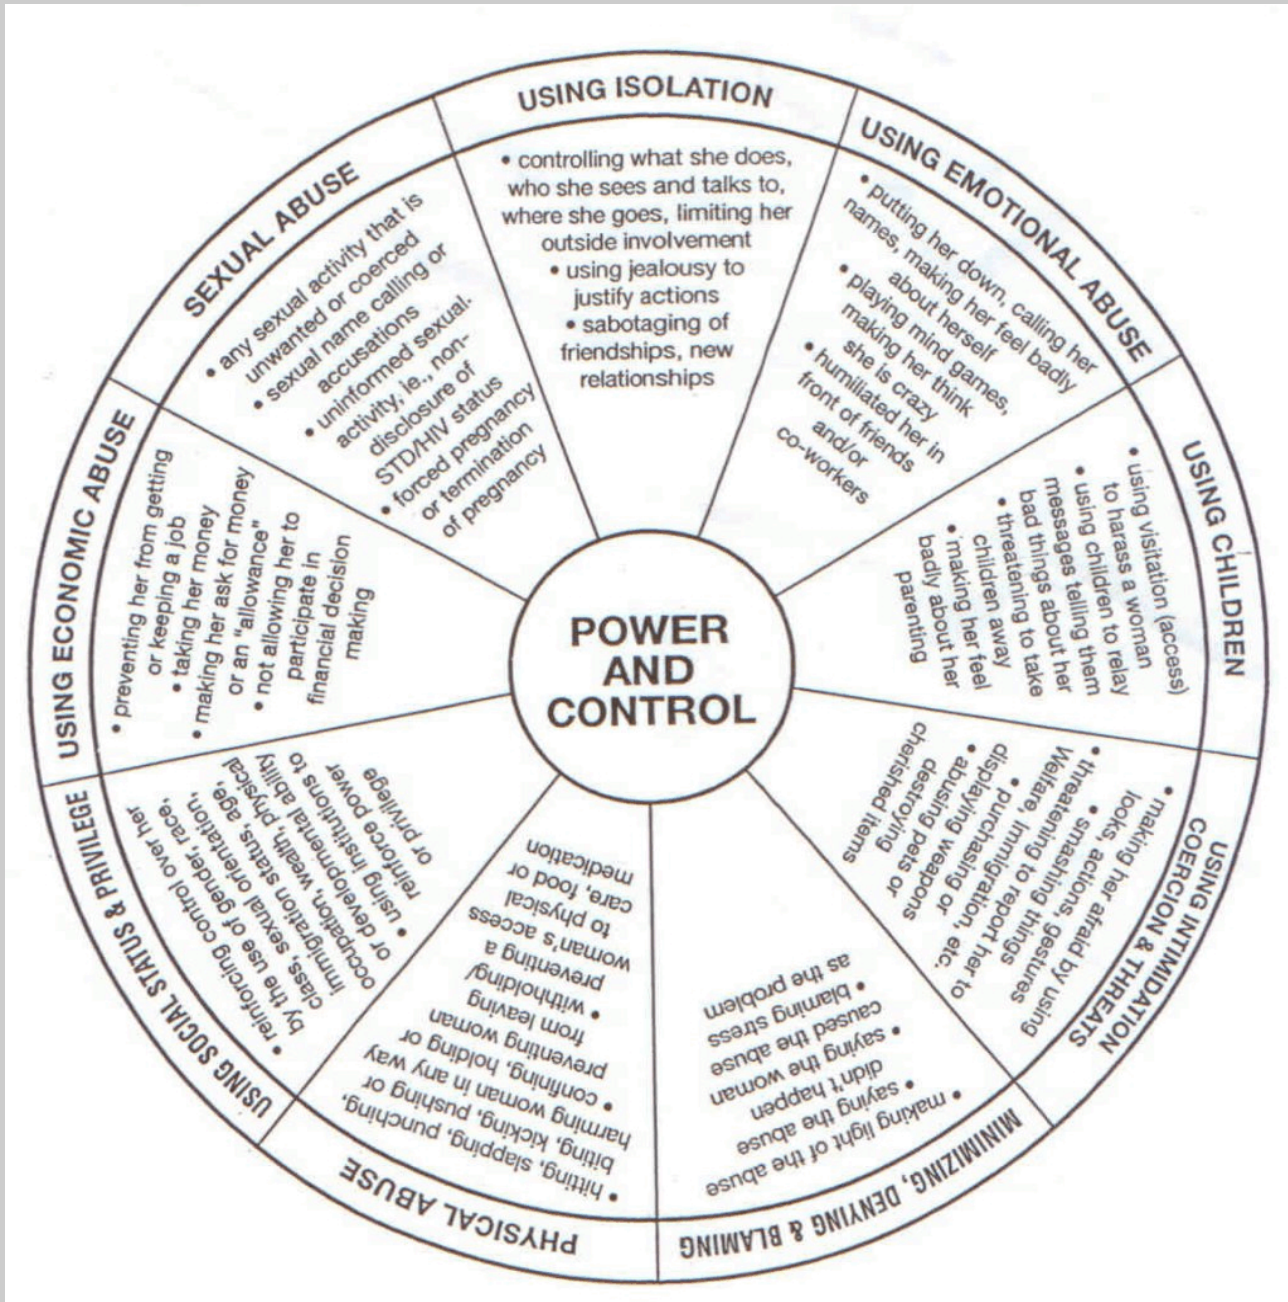 POWER
AND
CONTROL
USING ISOLATION
• controlling what she does,
who she sees and talks to,
where she goes, limiting her
outside involvement
• using jealousy to
justify actions
• sabotaging of
friendships, new
relationships
USING EMOTIONAL ABUSE
• putting her down, calling her
names, making her feel badly
about herself
• playing mind games,
making her think
she is crazy
• humiliated her in
front of friends
and/or
co-workers
USING CHILDREN
• using visitation (access)
to harass a woman
• using children to relay
messages telling them
bad things about her
• threatening to take
children away
• making her feel
badly about her
parenting
USING INTIMIDATION
COERCION & THREATS
• making her afraid by using
looks, actions, gestures
• smashing things
• threatening to report her to
Welfare, Immigration, etc.
• purchasing or
displaying weapons
• abusing pets or
destroying
cherished items
MINIMIZING, DENYING & BLAMING
• making light of the abuse
• saying the abuse
didn't happen
• saying the woman
caused the abuse
• blaming stress
as the problem
PHYSICAL ABUSE
• hitting, slapping, punching,
biting, kicking, pushing or
harming woman in any way
• confining, holding or
preventing woman
from leaving
• withholding/
preventing a
woman's access
to physical
care, food or
medication
USING SOCIAL STATUS & PRIVILEGE
• reinforcing control over her
by the use of gender, race,
class, sexual orientation,
immigration status, age,
occupation, wealth, physical
or developmental ability
• using institutions to
reinforce power
or privilege
USING ECONOMIC ABUSE
• preventing her from getting
or keeping a job
• taking her money
• making her ask for money
or an "allowance"
• not allowing her to
participate in
financial decision
making
SEXUAL ABUSE
• any sexual activity that is
unwanted or coerced
• sexual name calling or
accusations
• uninformed sexual.
activity, ie., non-
disclosure of
STD/HIV status
• forced pregnancy
or termination
of pregnancy